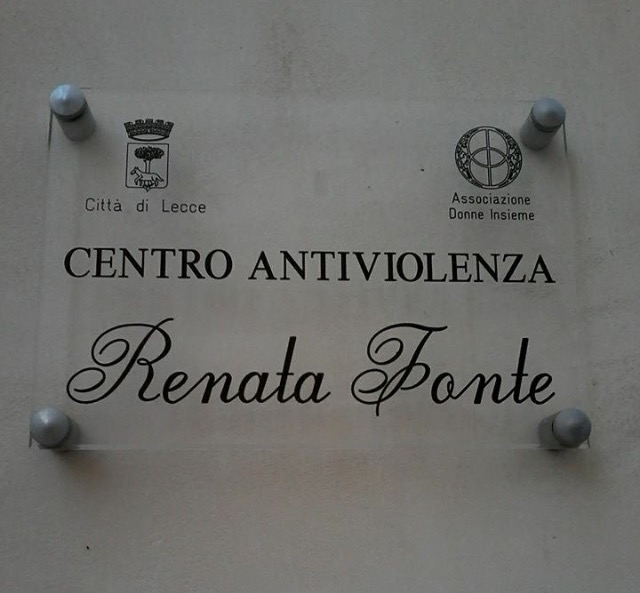 Città di Lecce
Associazione
Donne Insieme
CENTRO ANTIVIOLENZA
Renata Fonte